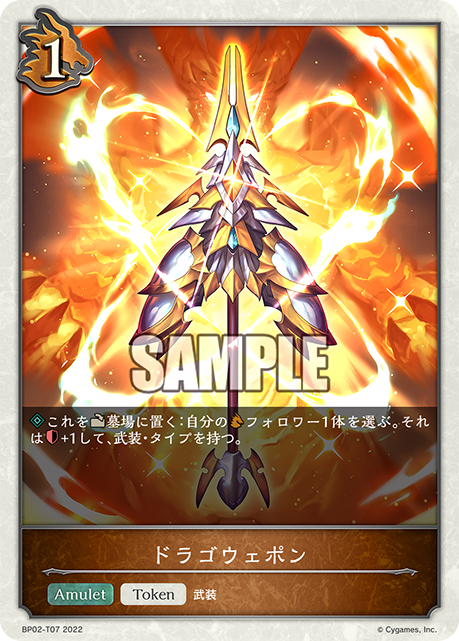 1
SAMPLE
これを墓場に置く:自分のフォロワー1体を選ぶ。それ
は+1して、武装・タイプを持つ。
ドラゴウェポン
Amulet Token 武装
BP02-T07 2022 © Cygames, Inc.